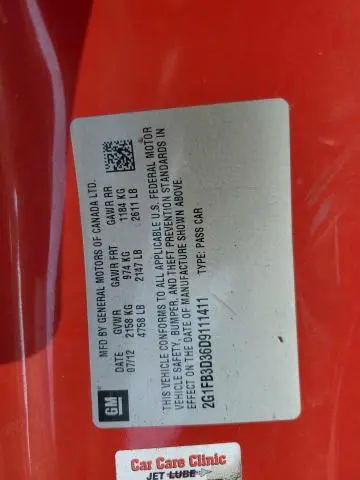 MFD BY GENERAL MOTORS OF CANADA LTD.
DATE GVWR GAWR FRT GAWR RR
07/12 2158 KG 974 KG 1184 KG
4758 LB 2147 LB 2611 LB
THIS VEHICLE CONFORMS TO ALL APPLICABLE U.S. FEDERAL MOTOR
VEHICLE SAFETY, BUMPER, AND THEFT PREVENTION STANDARDS IN
EFFECT ON THE DATE OF MANUFACTURE SHOWN ABOVE.
2G1FB3D36D9111411 TYPE: PASS CAR
GM
Car Care Clinic
JET LUBE